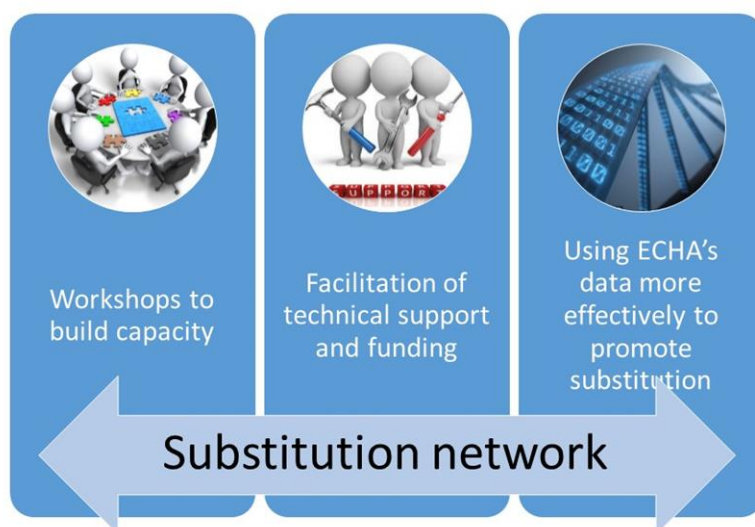 Workshops to
build capacity
SUPPORT
Facilitation of
technical support
and funding
Using ECHA's
data more
effectively to
promote
substitution
Substitution network